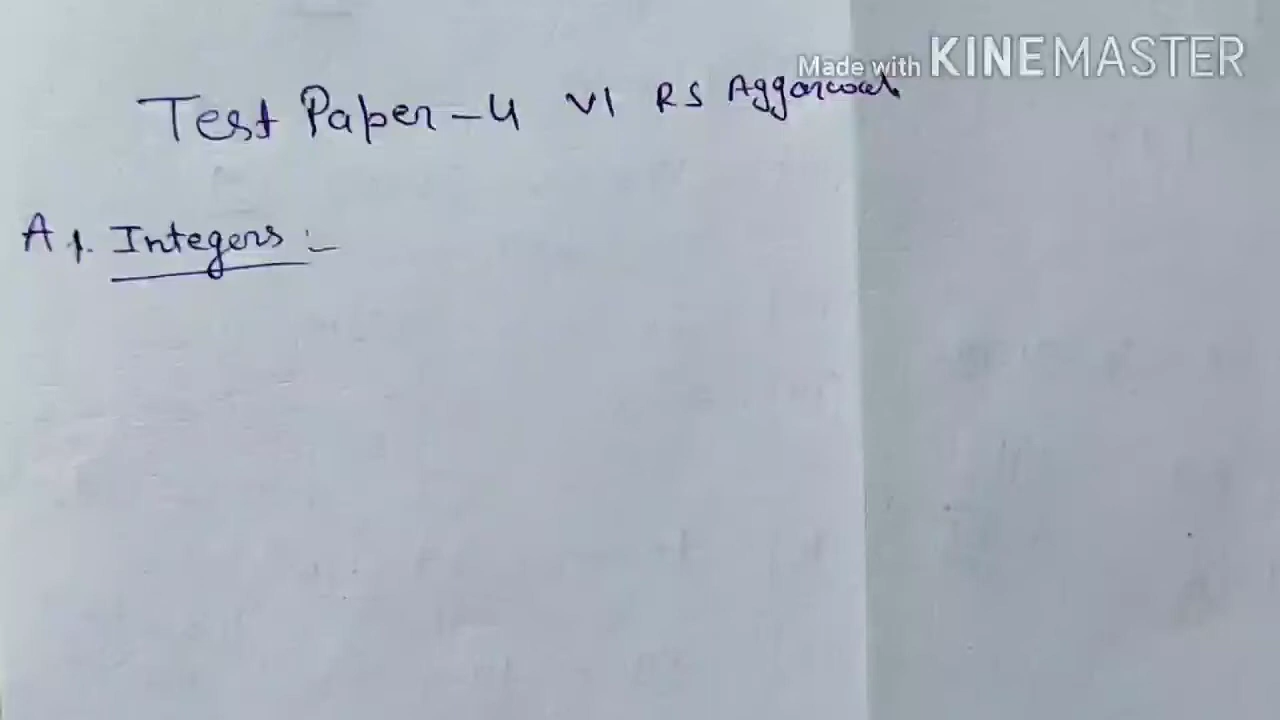 Made with KINEMASTER
Test Paper-4 VI RS Aggarwal
A 1. Integers :-